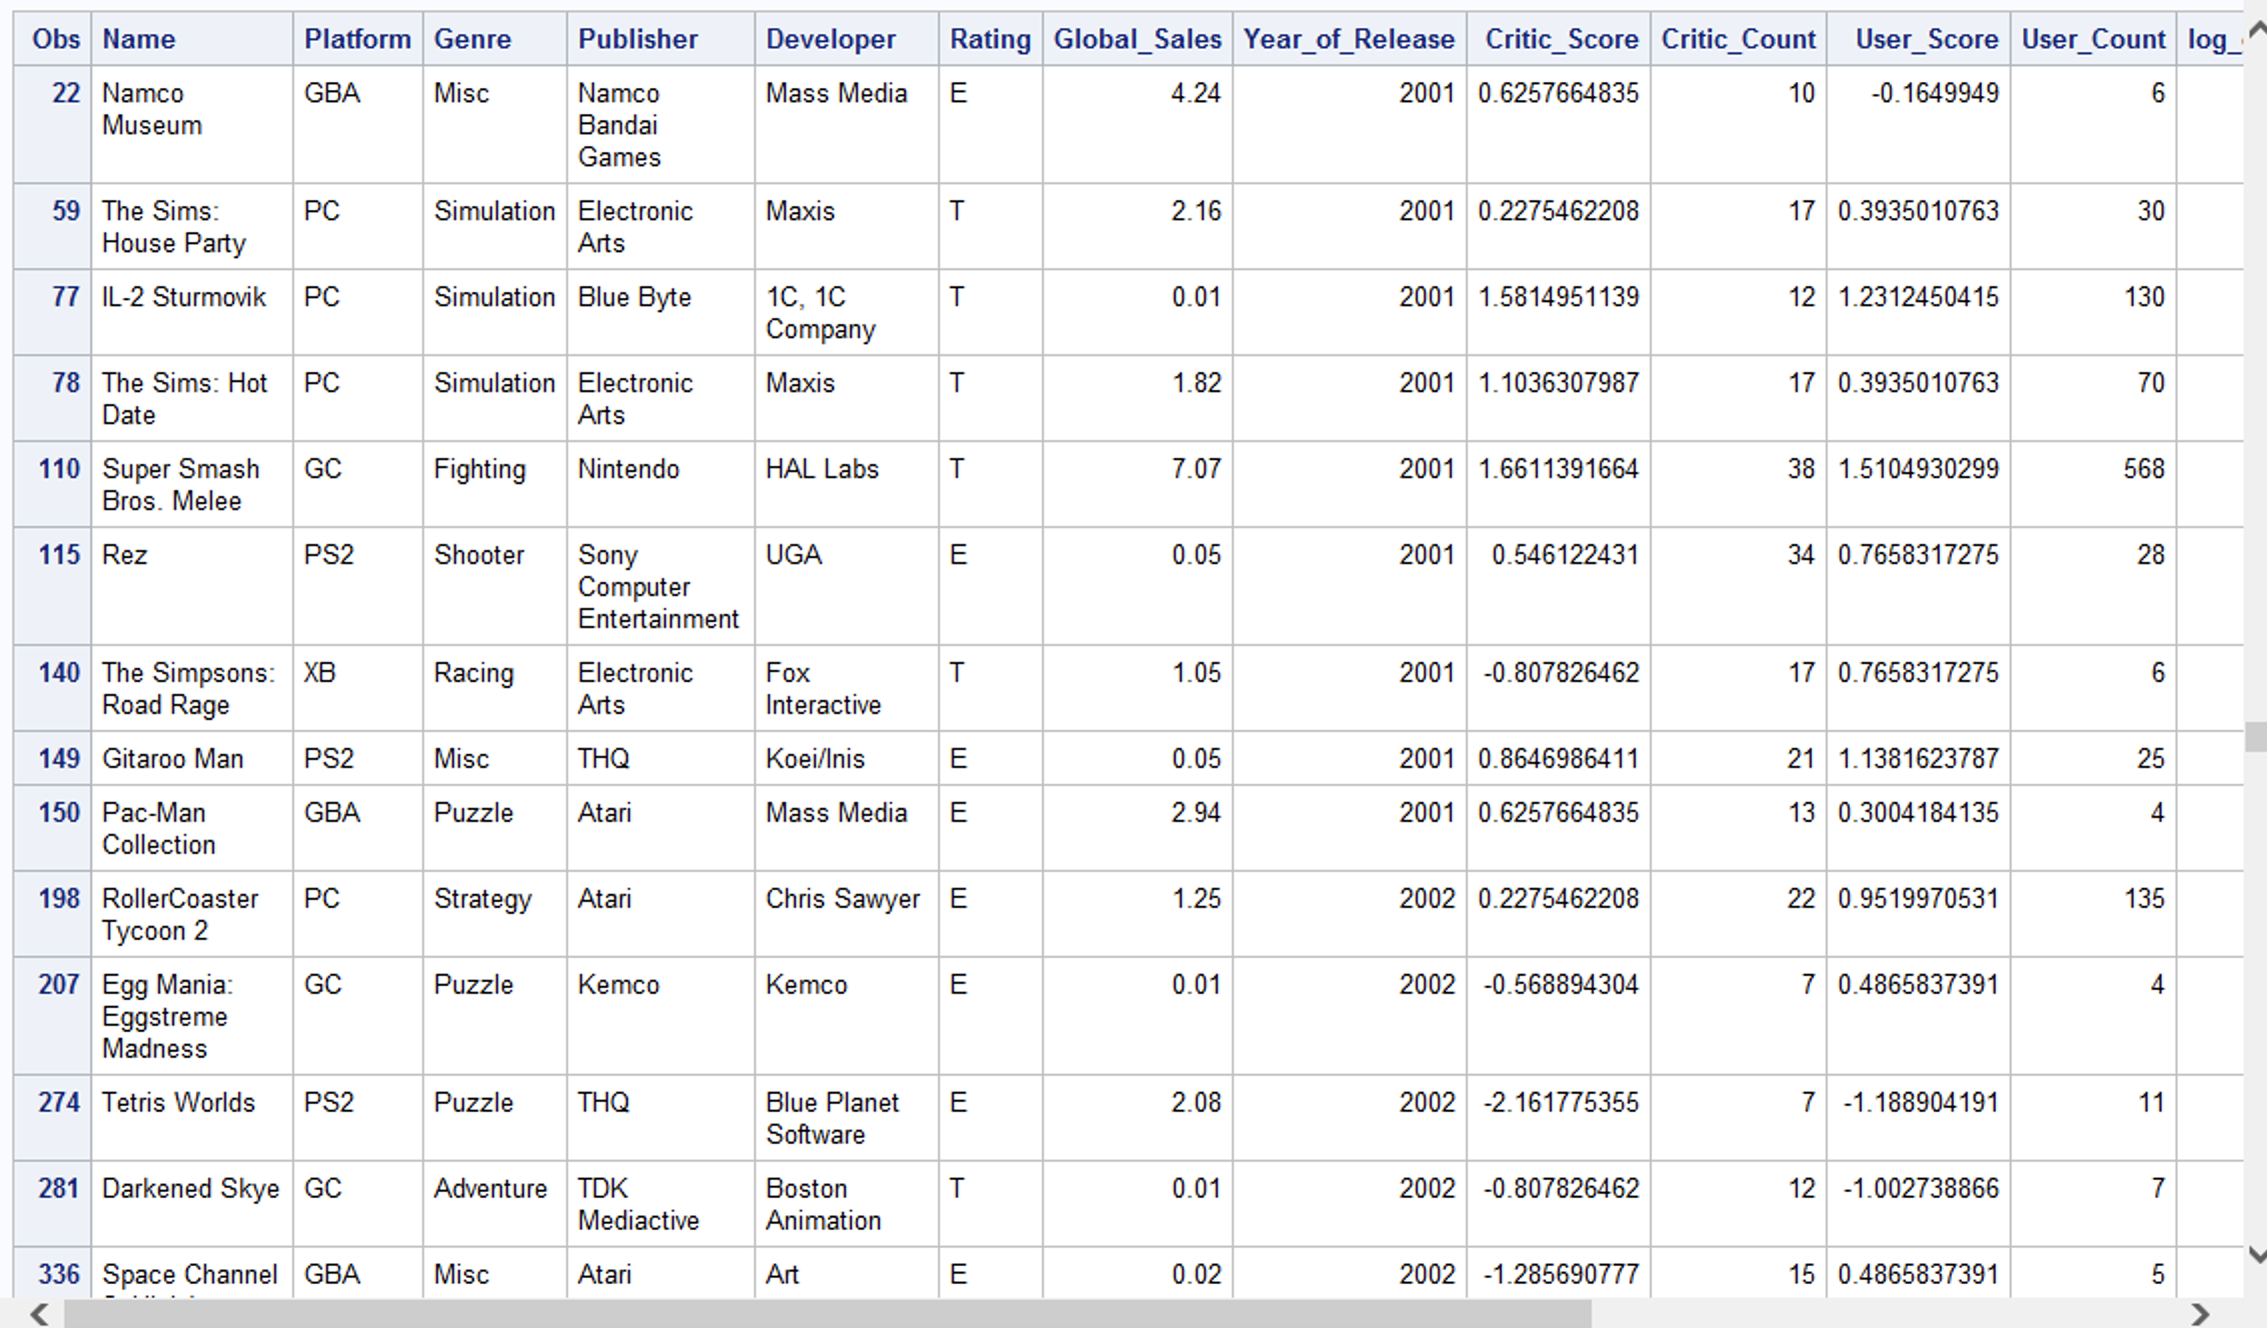 Obs Name Platform Genre Publisher Developer Rating Global_Sales Year_of_Release Critic_Score Critic_Count User_Score User_Count log_
22 Namco GBA Misc Namco Mass Media E 4.24 2001 0.6257664835 10 -0.1649949 6
Museum Bandai
Games
59 The Sims: PC Simulation Electronic Maxis T 2.16 2001 0.2275462208 17 0.3935010763 30
House Party Arts
77 IL-2 Sturmovik PC Simulation Blue Byte 1C, 1C T 0.01 2001 1.5814951139 12 1.2312450415 130
Company
78 The Sims: Hot PC Simulation Electronic Maxis T 1.82 2001 1.1036307987 17 0.3935010763 70
Date Arts
110 Super Smash GC Fighting Nintendo HAL Labs T 7.07 2001 1.6611391664 38 1.5104930299 568
Bros. Melee
115 Rez PS2 Shooter Sony UGA E 0.05 2001 0.546122431 34 0.7658317275 28
Computer
Entertainment
140 The Simpsons: XB Racing Electronic Fox T 1.05 2001 -0.807826462 17 0.7658317275 6
Road Rage Arts Interactive
149 Gitaroo Man PS2 Misc THQ Koei/Inis E 0.05 2001 0.8646986411 21 1.1381623787 25
150 Pac-Man GBA Puzzle Atari Mass Media E 2.94 2001 0.6257664835 13 0.3004184135 4
Collection
198 RollerCoaster PC Strategy Atari Chris Sawyer E 1.25 2002 0.2275462208 22 0.9519970531 135
Tycoon 2
207 Egg Mania: GC Puzzle Kemco Kemco E 0.01 2002 -0.568894304 7 0.4865837391 4
Eggstreme
Madness
274 Tetris Worlds PS2 Puzzle THQ Blue Planet E 2.08 2002 -2.161775355 7 -1.188904191 11
Software
281 Darkened Skye GC Adventure TDK Boston T 0.01 2002 -0.807826462 12 -1.002738866 7
Mediactive Animation
336 Space Channel GBA Misc Atari Art E 0.02 2002 -1.285690777 15 0.4865837391 5